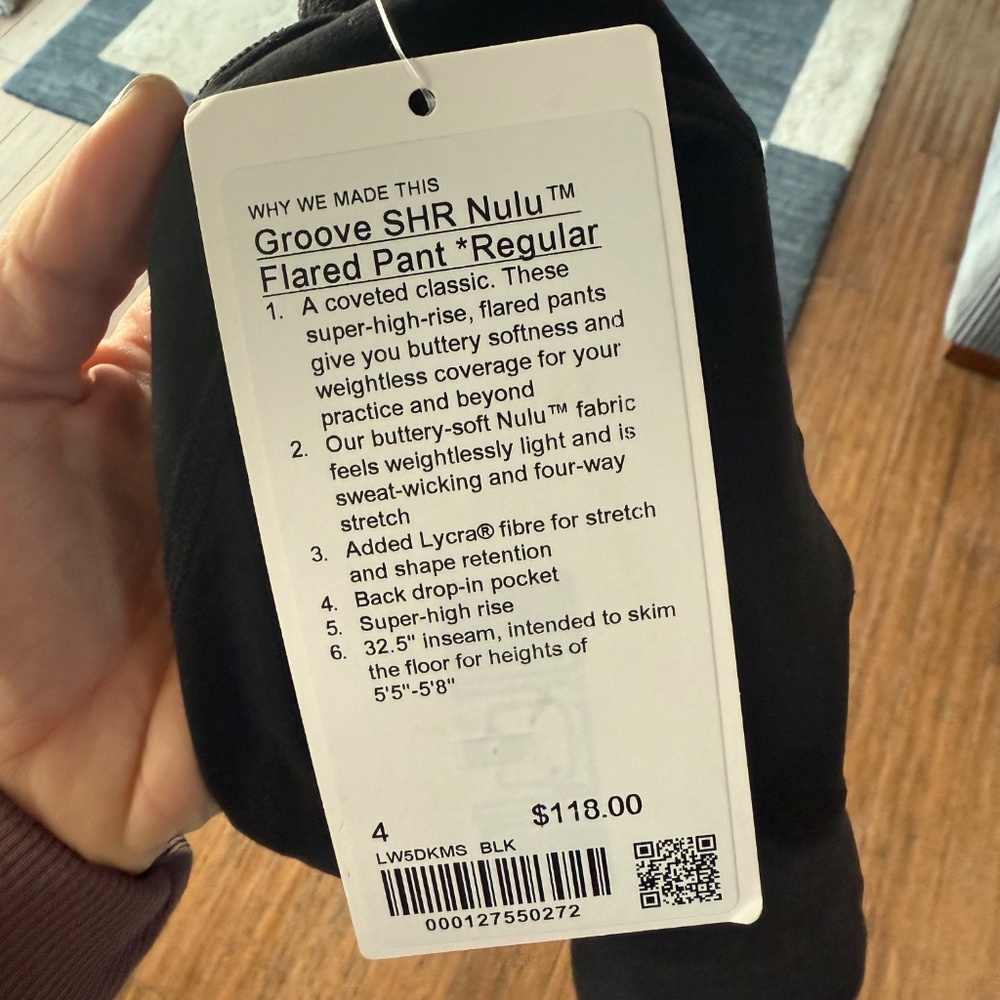 WHY WE MADE THIS
Groove SHR Nulu™
Flared Pant *Regular
1. A coveted classic. These
super-high-rise, flared pants
give you buttery softness and
weightless coverage for your
practice and beyond
2. Our buttery-soft Nulu™ fabric
feels weightlessly light and is
sweat-wicking and four-way
stretch
3. Added Lycra® fibre for stretch
and shape retention
4. Back drop-in pocket
5. Super-high rise
6. 32.5" inseam, intended to skim
the floor for heights of
5'5"-5'8"
4 $118.00
LW5DKMS BLK
000127550272